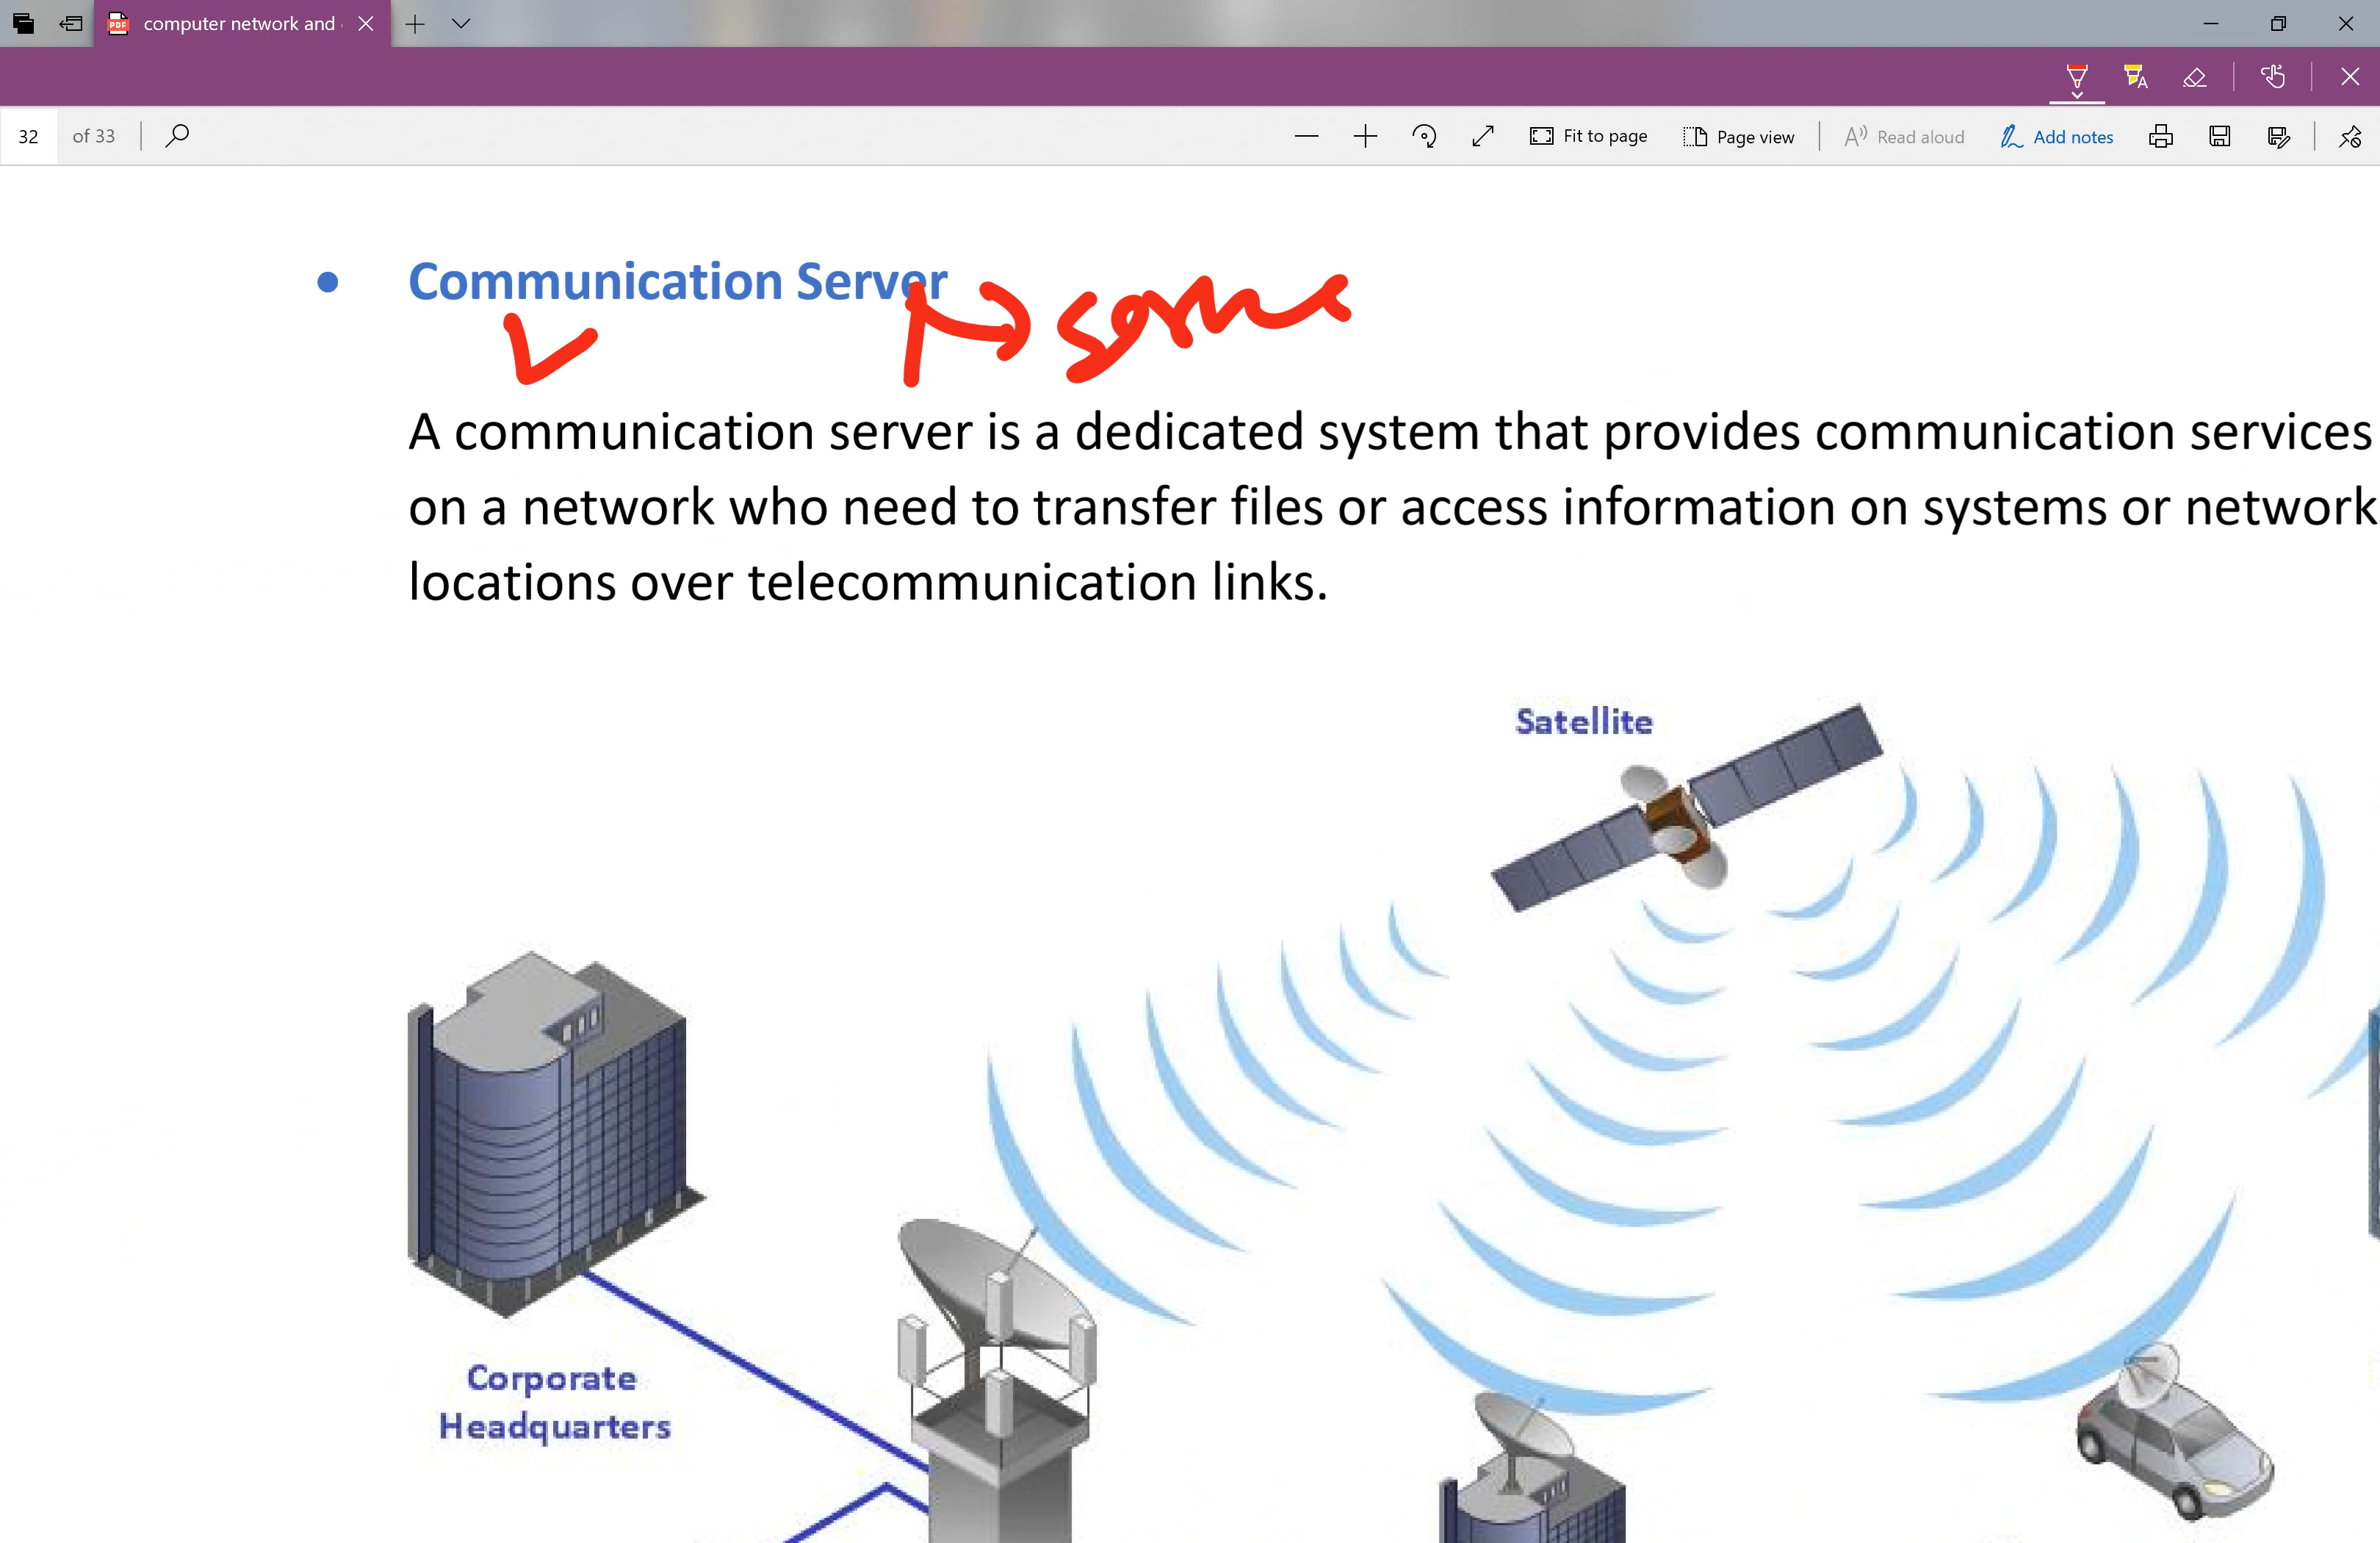 computer network and
32 of 33
Fit to page
Page view
Read aloud
Add notes
• Communication Server
A communication server is a dedicated system that provides communication services
on a network who need to transfer files or access information on systems or network
locations over telecommunication links.
Satellite
Corporate
Headquarters